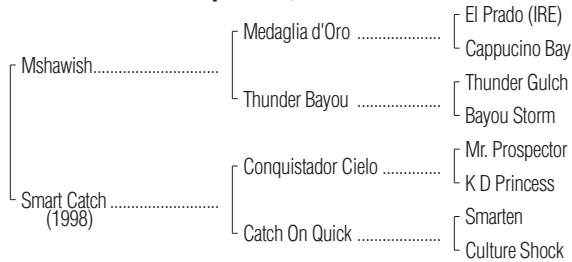 El Prado (IRE)
Medaglia d'Oro ..................
Cappucino Bay
Mshawish...........................
Thunder Gulch
Thunder Bayou ..................
Bayou Storm
Mr. Prospector
Conquistador Cielo .............
K D Princess
Smart Catch .......................
(1998)
Smarten
Catch On Quick ..................
Culture Shock